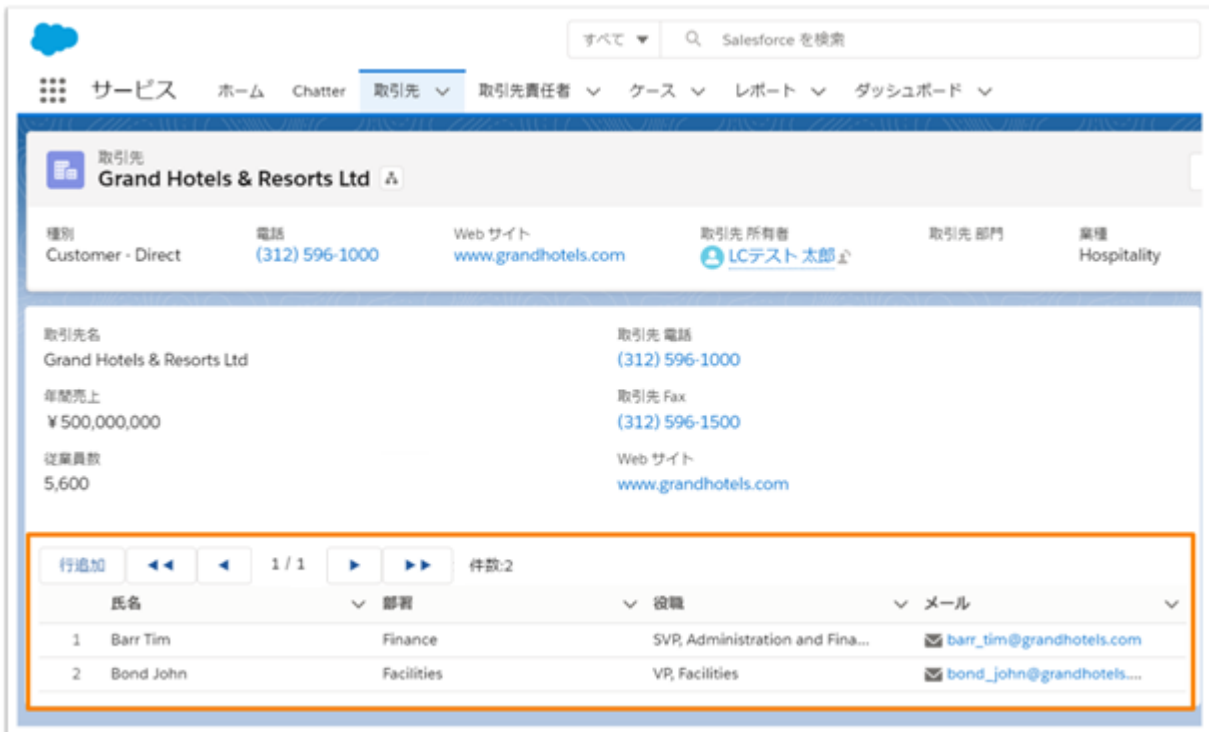 すべて ▼ Salesforce を検索
サービス ホーム Chatter 取引先 取引先責任者 ケース レポート ダッシュボード
取引先
Grand Hotels & Resorts Ltd
種別 電話 Web サイト 取引先 所有者 取引先 部門 業種
Customer - Direct (312) 596-1000 www.grandhotels.com LCテスト 太郎 Hospitality
取引先名 取引先 電話
Grand Hotels & Resorts Ltd (312) 596-1000
年間売上 取引先 Fax
¥500,000,000 (312) 596-1500
従業員数 Web サイト
5,600 www.grandhotels.com
行追加 ◄◄ ◄ 1 / 1 ► ►► 件数:2
氏名 部署 役職 メール
1 Barr Tim Finance SVP, Administration and Fina... barr_tim@grandhotels.com
2 Bond John Facilities VP, Facilities bond_john@grandhotels....